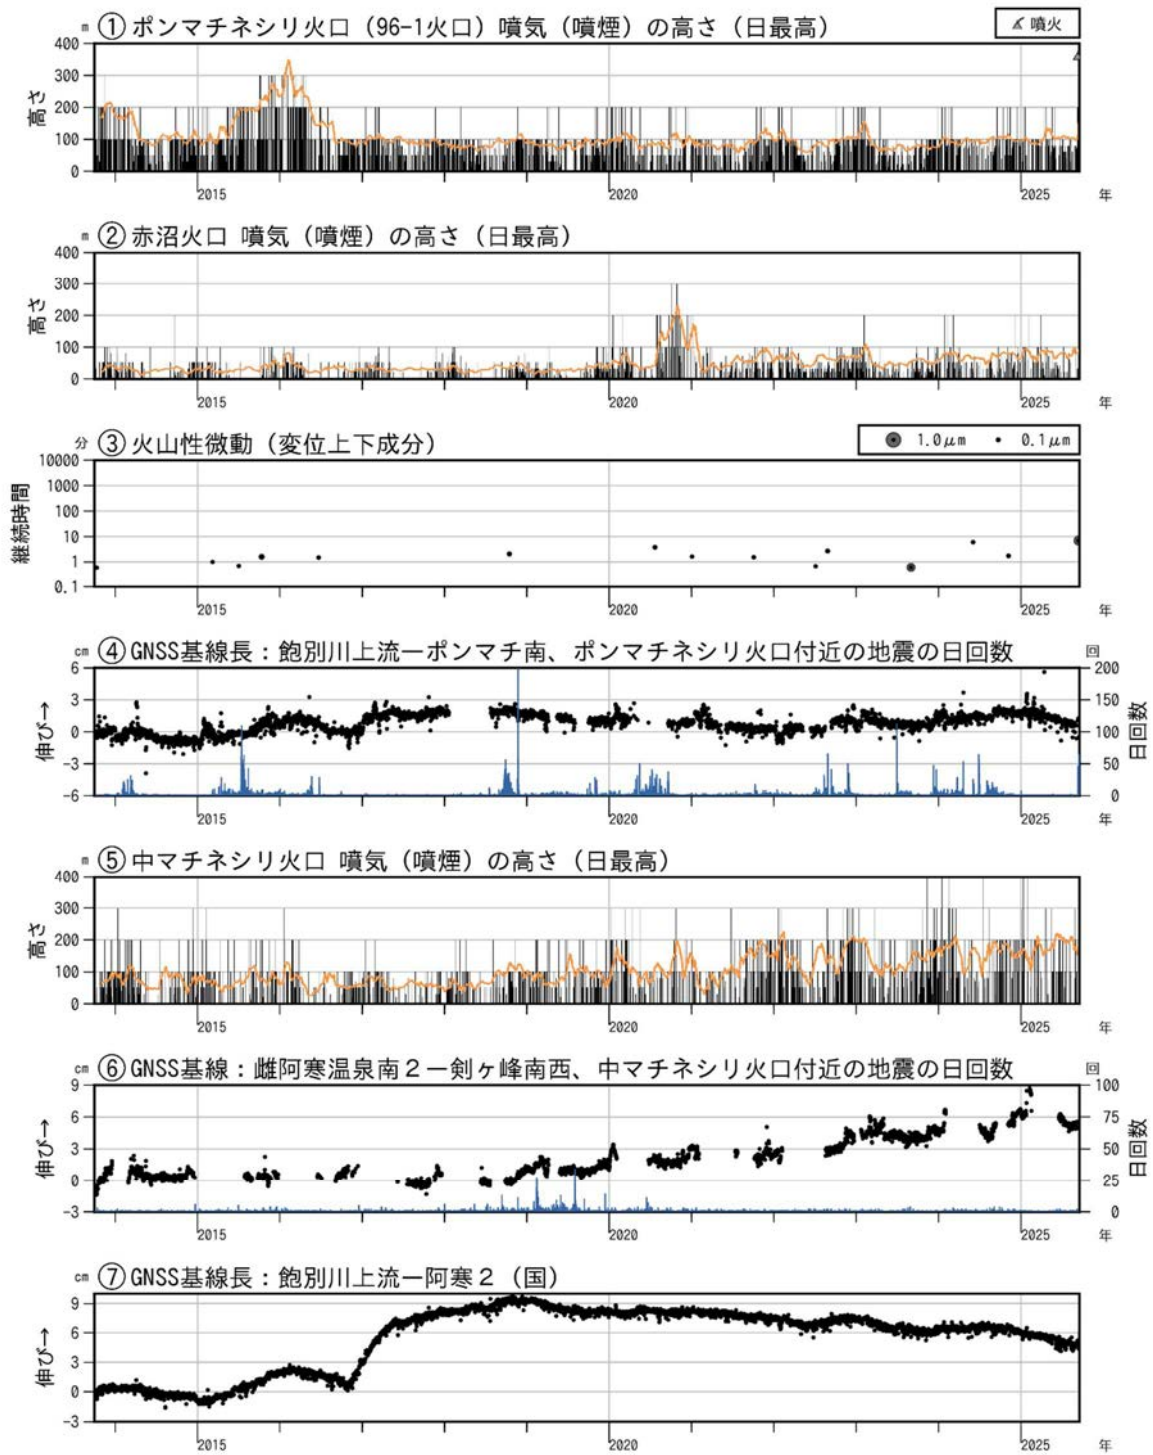 m ①ポンマチネシリ火口（96-1火口）噴気（噴煙）の高さ（日最高）
噴火
400
300
200
100
0
高さ
2015
2020
2025
年
m ②赤沼火口 噴気（噴煙）の高さ（日最高）
400
300
200
100
0
高さ
2015
2020
2025
年
分 ③火山性微動（変位上下成分）
1.0μm 0.1μm
10000
1000
100
10
1
0.1
継続時間
2015
2020
2025
年
cm ④GNSS基線長：飽別川上流ーポンマチ南、ポンマチネシリ火口付近の地震の日回数 回
6
3
0
-3
-6
伸び→
200
150
100
50
0
日回数
2015
2020
2025
年
m ⑤中マチネシリ火口 噴気（噴煙）の高さ（日最高）
400
300
200
100
0
高さ
2015
2020
2025
年
cm ⑥GNSS基線：雌阿寒温泉南２ー剣ヶ峰南西、中マチネシリ火口付近の地震の日回数 回
9
6
3
0
-3
伸び→
100
75
50
25
0
日回数
2015
2020
2025
年
cm ⑦GNSS基線長：飽別川上流ー阿寒２（国）
9
6
3
0
-3
伸び→
2015
2020
2025
年